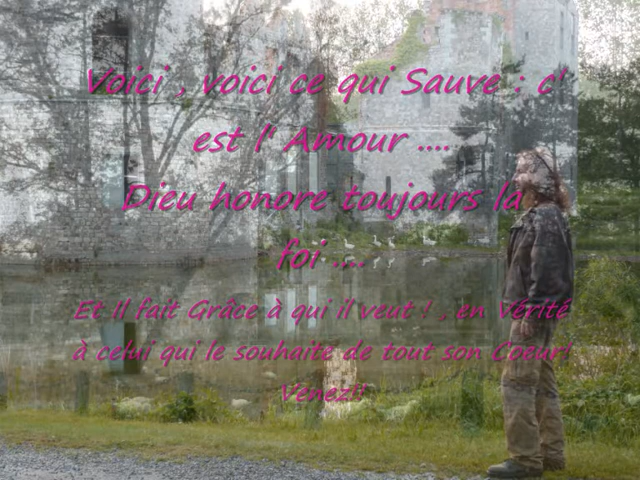 Voici , voici ce qui Sauve : c'
est l' Amour ....
Dieu honore toujours la
foi ....
Et Il fait Grâce à qui il veut ! , en Vérité
à celui qui le souhaite de tout son Coeur!
Venez!!